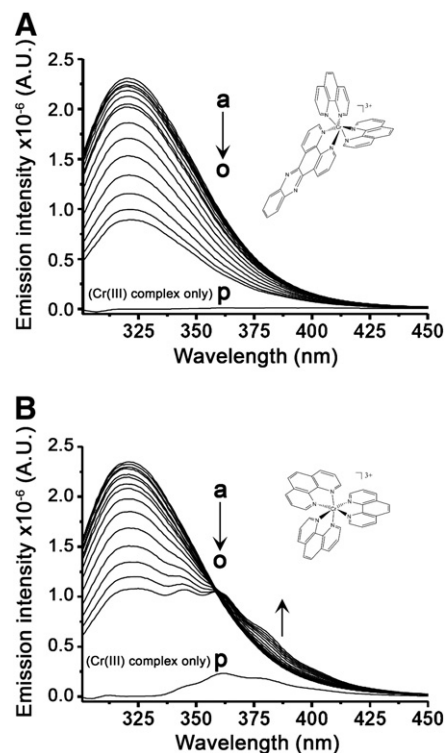 A
Emission intensity x10-6 (A.U.)
2.5
2.0
1.5
1.0
0.5
0.0
a
o
3+
Cr
N
N
N
N
N
N
N
N
(Cr(III) complex only) p
325 350 375 400 425 450
Wavelength (nm)
B
Emission intensity x10-6 (A.U.)
2.5
2.0
1.5
1.0
0.5
0.0
a
o
3+
Cr
N
N
N
N
N
N
(Cr(III) complex only) p
325 350 375 400 425 450
Wavelength (nm)